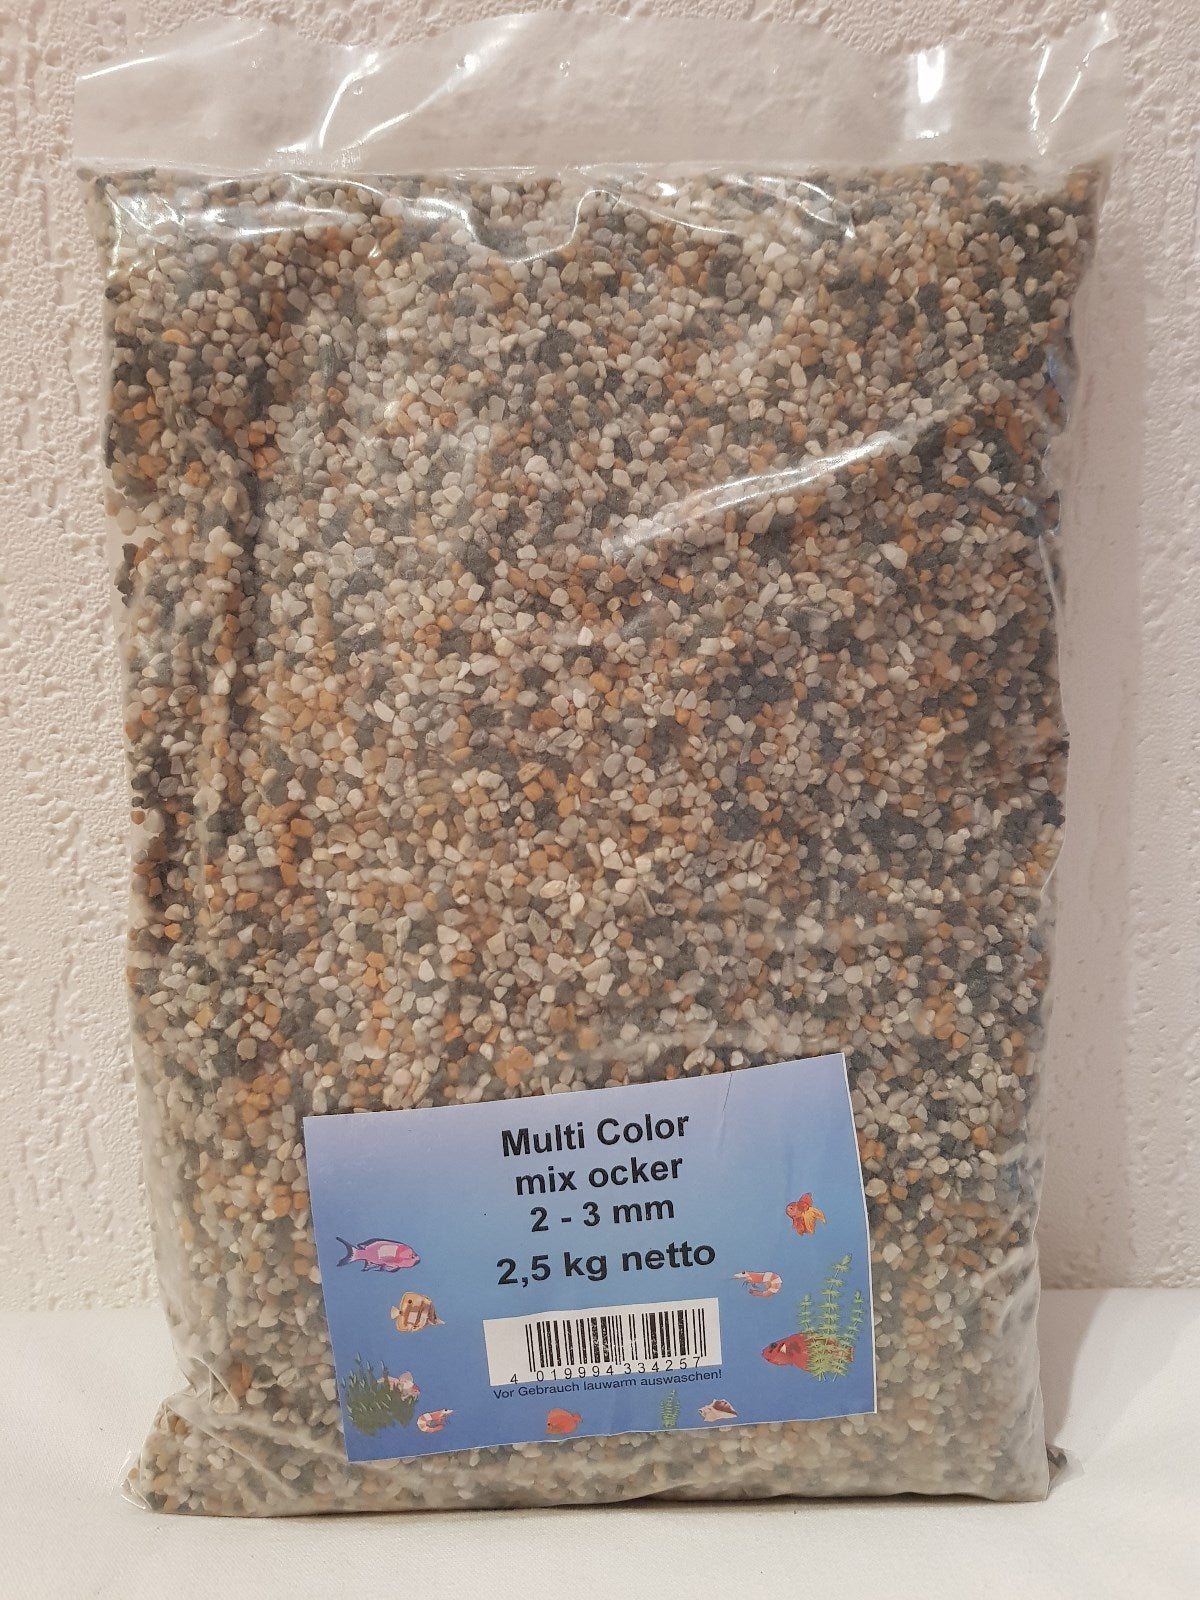 Multi Color
mix ocker
2 - 3 mm
2,5 kg netto
4 019994 334257
Vor Gebrauch lauwarm auswaschen!